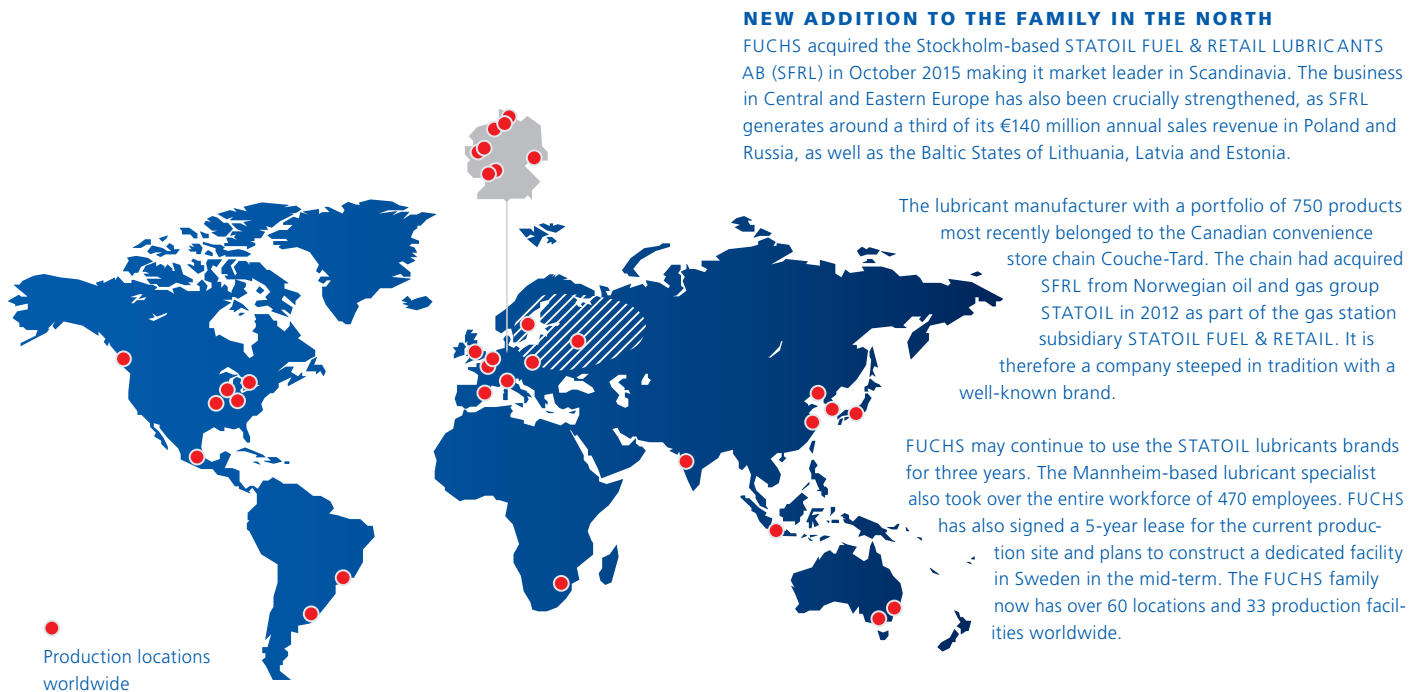 NEW ADDITION TO THE FAMILY IN THE NORTH
FUCHS acquired the Stockholm-based STATOIL FUEL & RETAIL LUBRICANTS
AB (SFRL) in October 2015 making it market leader in Scandinavia. The business
in Central and Eastern Europe has also been crucially strengthened, as SFRL
generates around a third of its €140 million annual sales revenue in Poland and
Russia, as well as the Baltic States of Lithuania, Latvia and Estonia.
The lubricant manufacturer with a portfolio of 750 products
most recently belonged to the Canadian convenience
store chain Couche-Tard. The chain had acquired
SFRL from Norwegian oil and gas group
STATOIL in 2012 as part of the gas station
subsidiary STATOIL FUEL & RETAIL. It is
therefore a company steeped in tradition with a
well-known brand.
FUCHS may continue to use the STATOIL lubricants brands
for three years. The Mannheim-based lubricant specialist
also took over the entire workforce of 470 employees. FUCHS
has also signed a 5-year lease for the current produc-
tion site and plans to construct a dedicated facility
in Sweden in the mid-term. The FUCHS family
now has over 60 locations and 33 production facil-
ities worldwide.
Production locations
worldwide